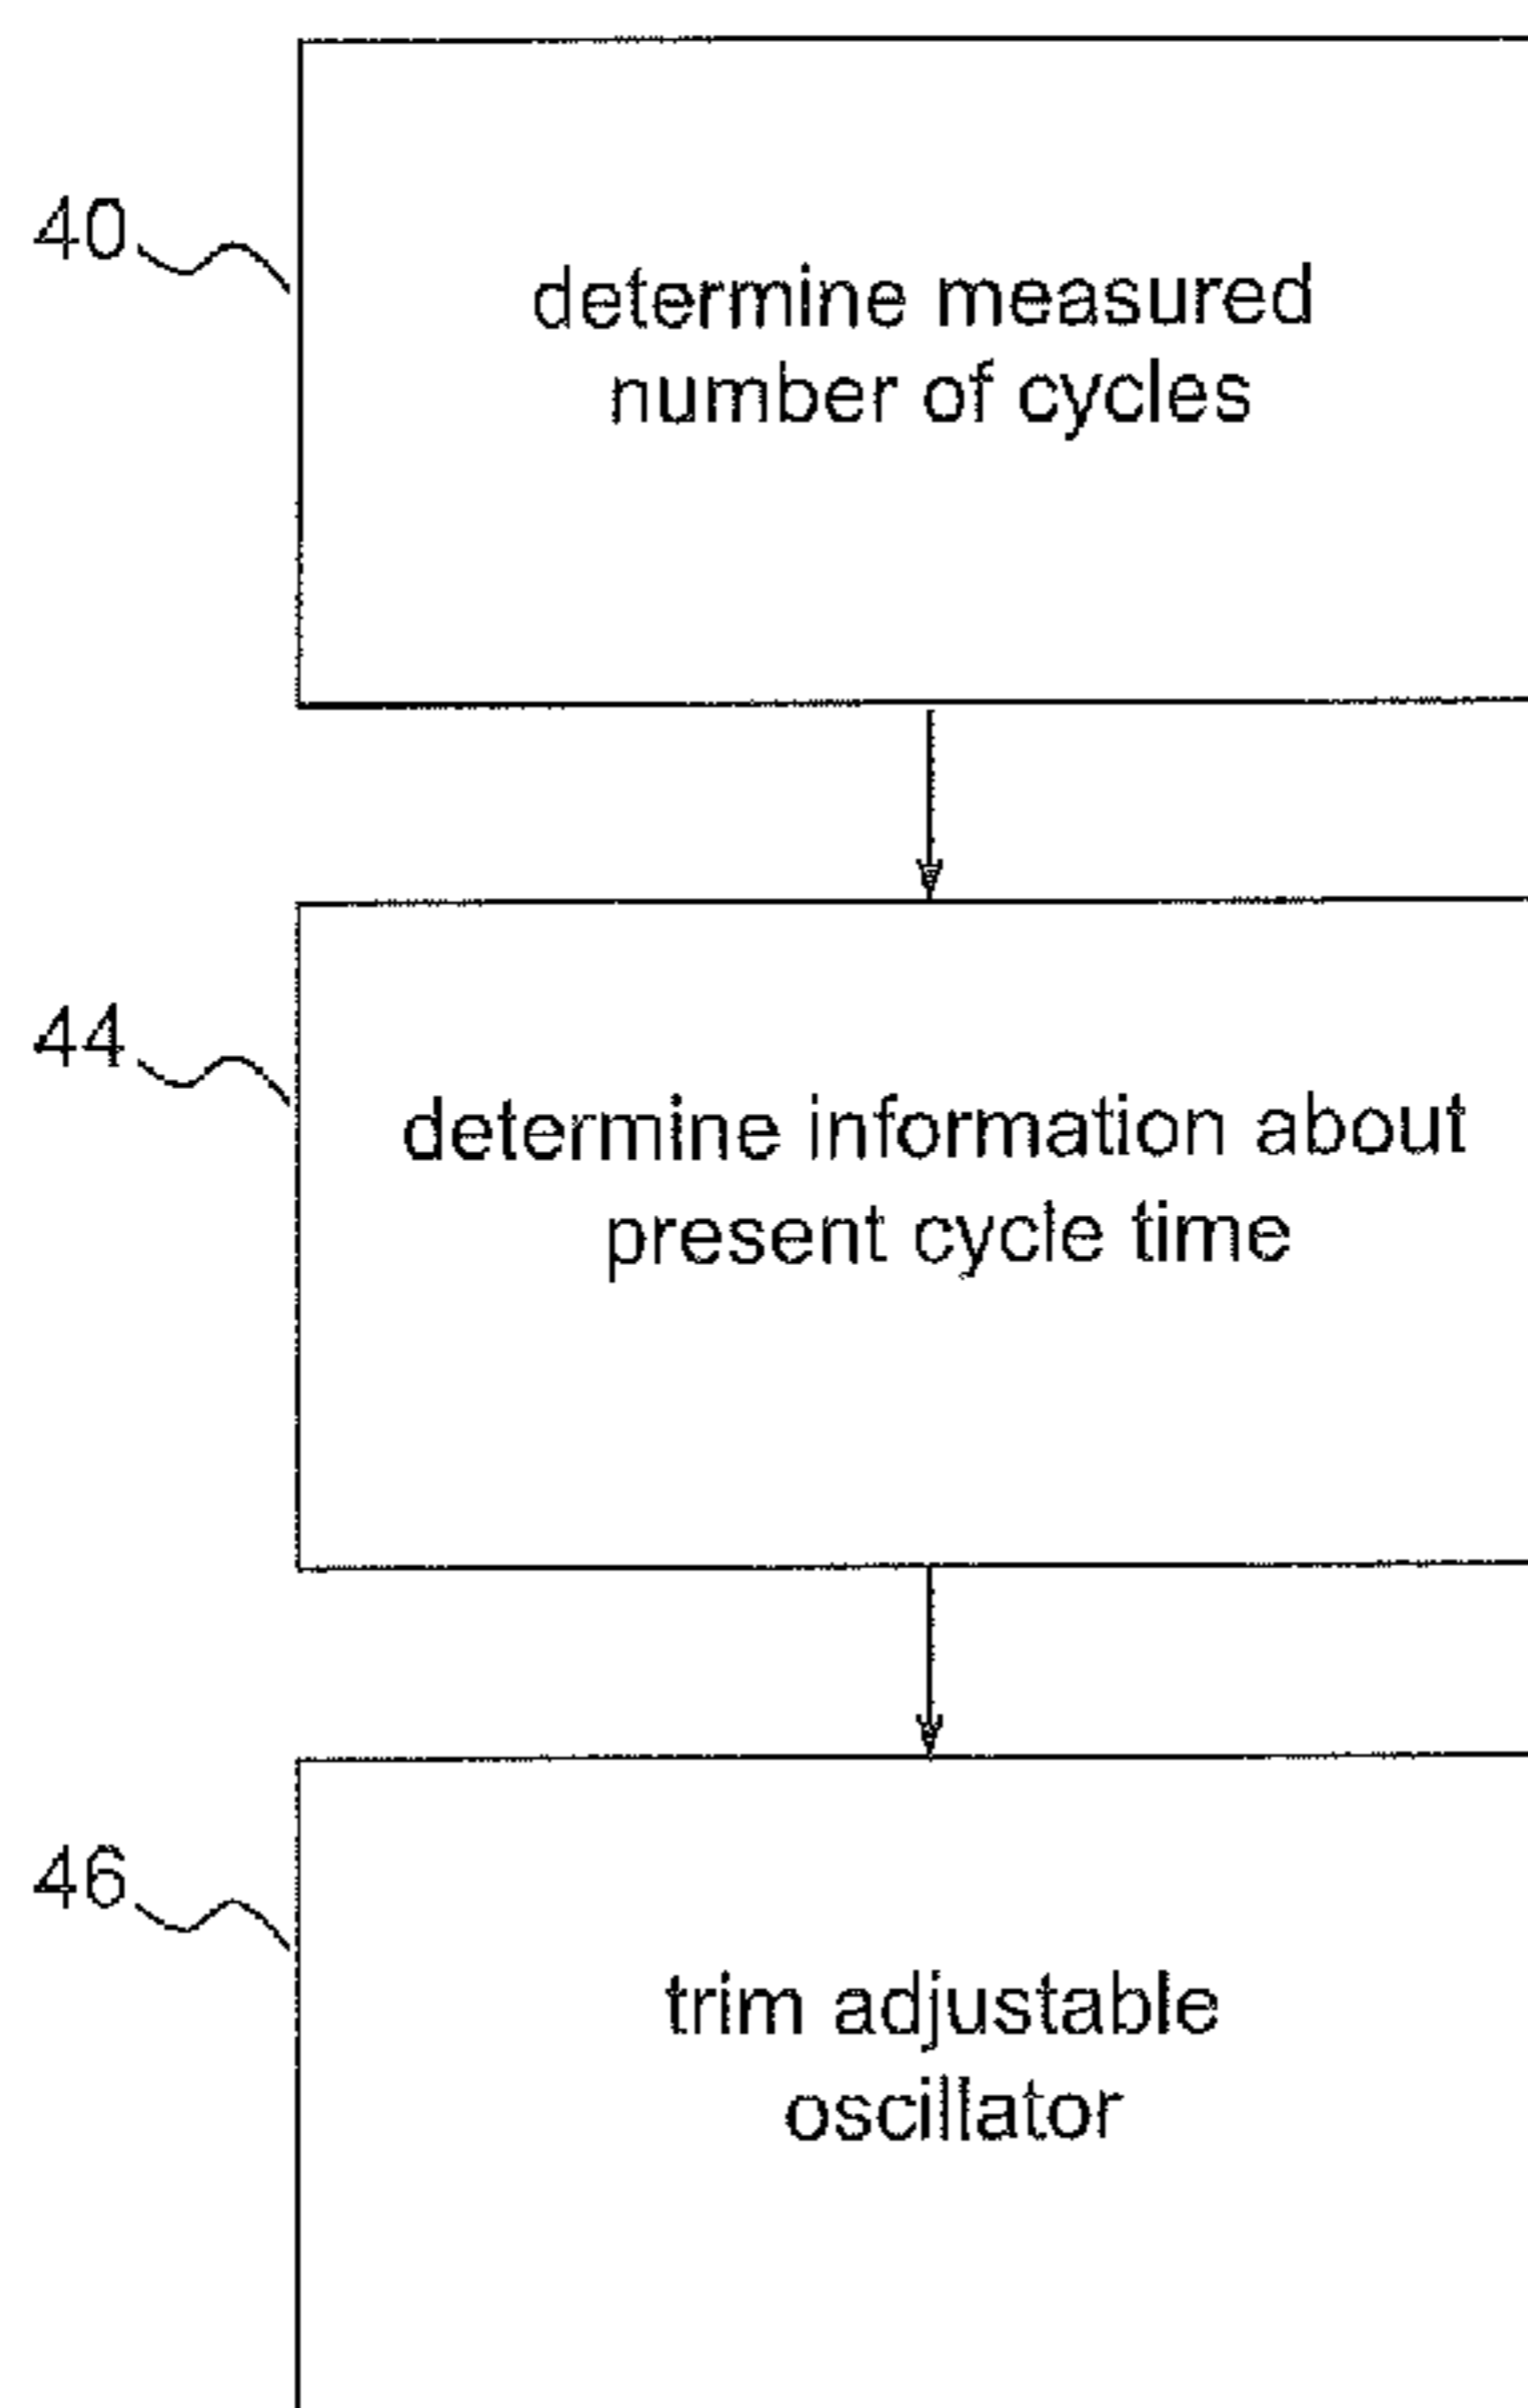 40
determine measured
number of cycles
44
determine information about
present cycle time
46
trim adjustable
oscillator